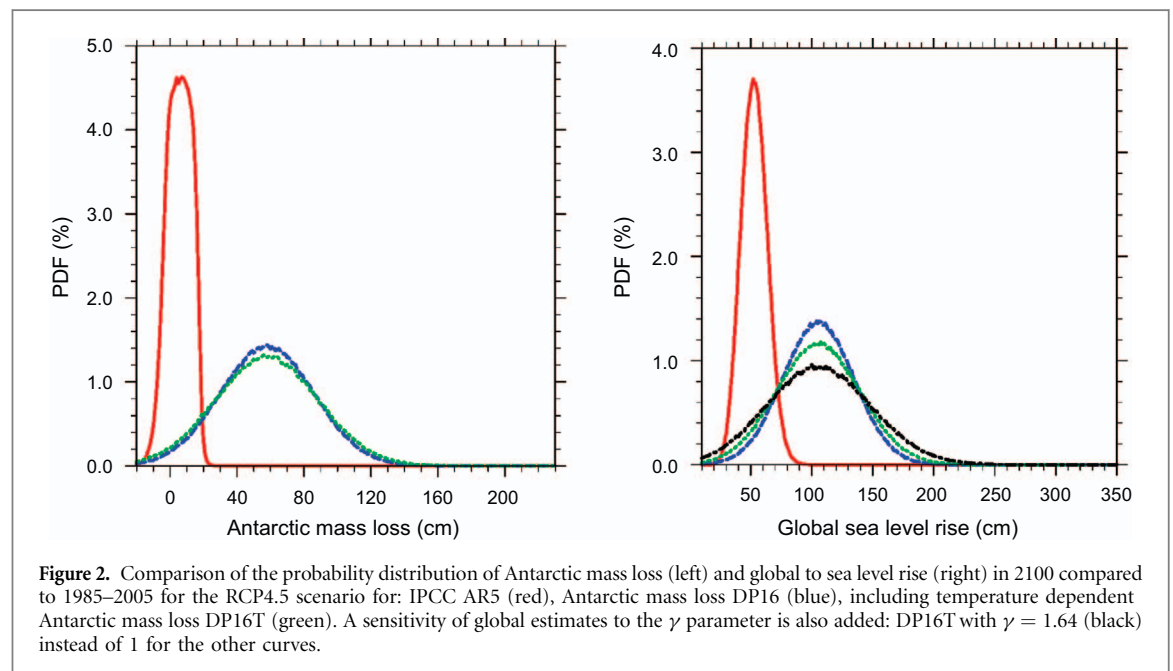 5.0
4.0
3.0
2.0
1.0
0.0
PDF (%)
0 40 80 120 160 200
Antarctic mass loss (cm)
4.0
3.0
2.0
1.0
0.0
PDF (%)
50 100 150 200 250 300 350
Global sea level rise (cm)
Figure 2. Comparison of the probability distribution of Antarctic mass loss (left) and global to sea level rise (right) in 2100 compared
to 1985–2005 for the RCP4.5 scenario for: IPCC AR5 (red), Antarctic mass loss DP16 (blue), including temperature dependent
Antarctic mass loss DP16T (green). A sensitivity of global estimates to the γ parameter is also added: DP16T with γ = 1.64 (black)
instead of 1 for the other curves.